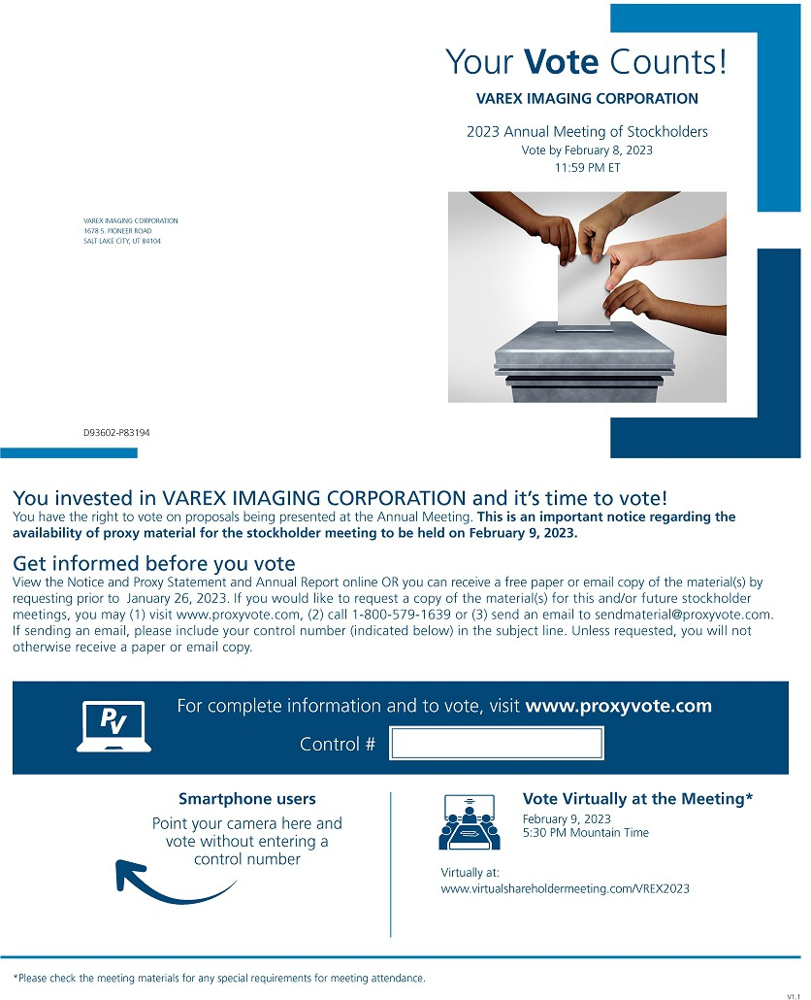 Your Vote Counts!
VAREX IMAGING CORPORATION
2023 Annual Meeting of Stockholders
Vote by February 8, 2023
11:59 PM ET
VAREX IMAGING CORPORATION
1678 S. PIONEER ROAD
SALT LAKE CITY, UT 84104
D93602-P83194
You invested in VAREX IMAGING CORPORATION and it's time to vote!
You have the right to vote on proposals being presented at the Annual Meeting. This is an important notice regarding the
availability of proxy material for the stockholder meeting to be held on February 9, 2023.
Get informed before you vote
View the Notice and Proxy Statement and Annual Report online OR you can receive a free paper or email copy of the material(s) by
requesting prior to January 26, 2023. If you would like to request a copy of the material(s) for this and/or future stockholder
meetings, you may (1) visit www.proxyvote.com, (2) call 1-800-579-1639 or (3) send an email to sendmaterial@proxyvote.com.
If sending an email, please include your control number (indicated below) in the subject line. Unless requested, you will not
otherwise receive a paper or email copy.
PV
For complete information and to vote, visit www.proxyvote.com
Control #
Smartphone users
Point your camera here and
vote without entering a
control number
Vote Virtually at the Meeting*
February 9, 2023
5:30 PM Mountain Time
Virtually at:
www.virtualshareholdermeeting.com/VREX2023
*Please check the meeting materials for any special requirements for meeting attendance.
V1.1